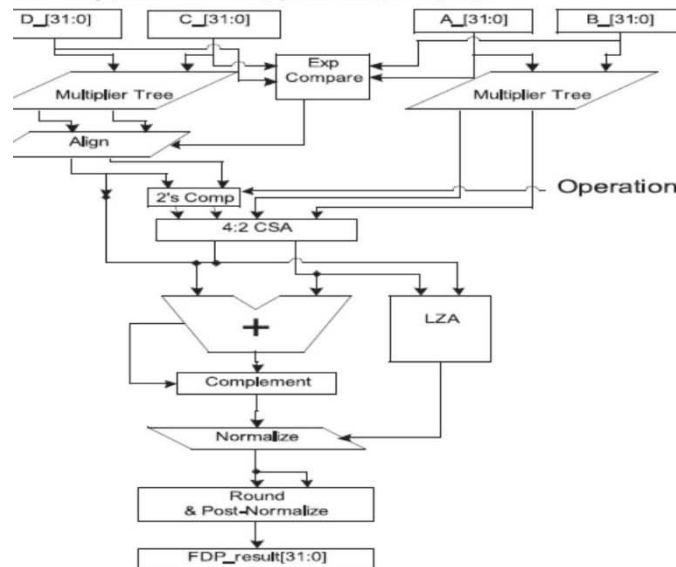 D_[31:0]
C_[31:0]
A_[31:0]
B_[31:0]
Exp
Compare
Multiplier Tree
Multiplier Tree
Align
Operation
2's Comp
4:2 CSA
+
LZA
Complement
Normalize
Round
& Post-Normalize
FDP_result[31:0]